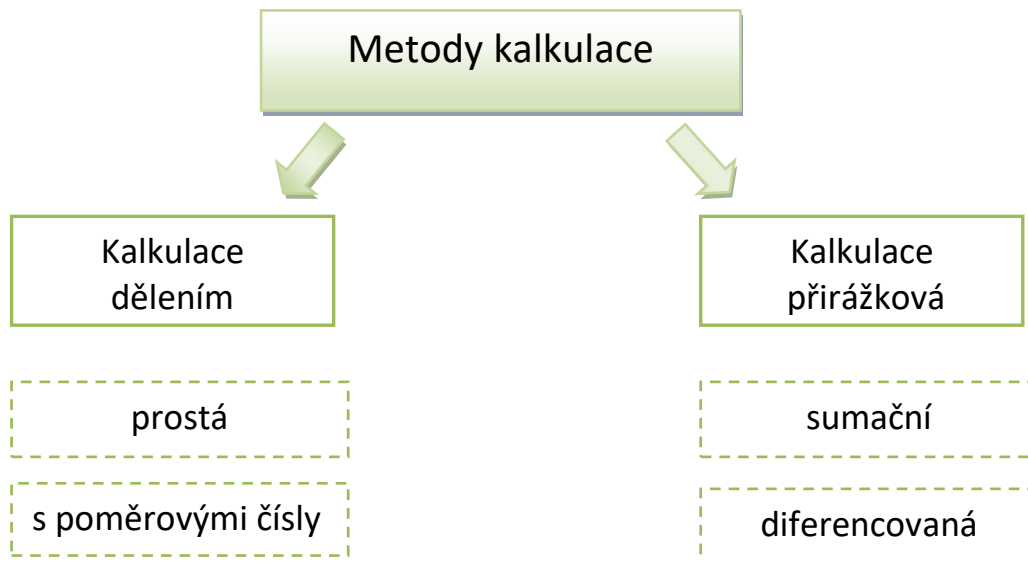 Metody kalkulace
Kalkulace
dělením
prostá
s poměrovými čísly
Kalkulace
přirážková
sumační
diferencovaná